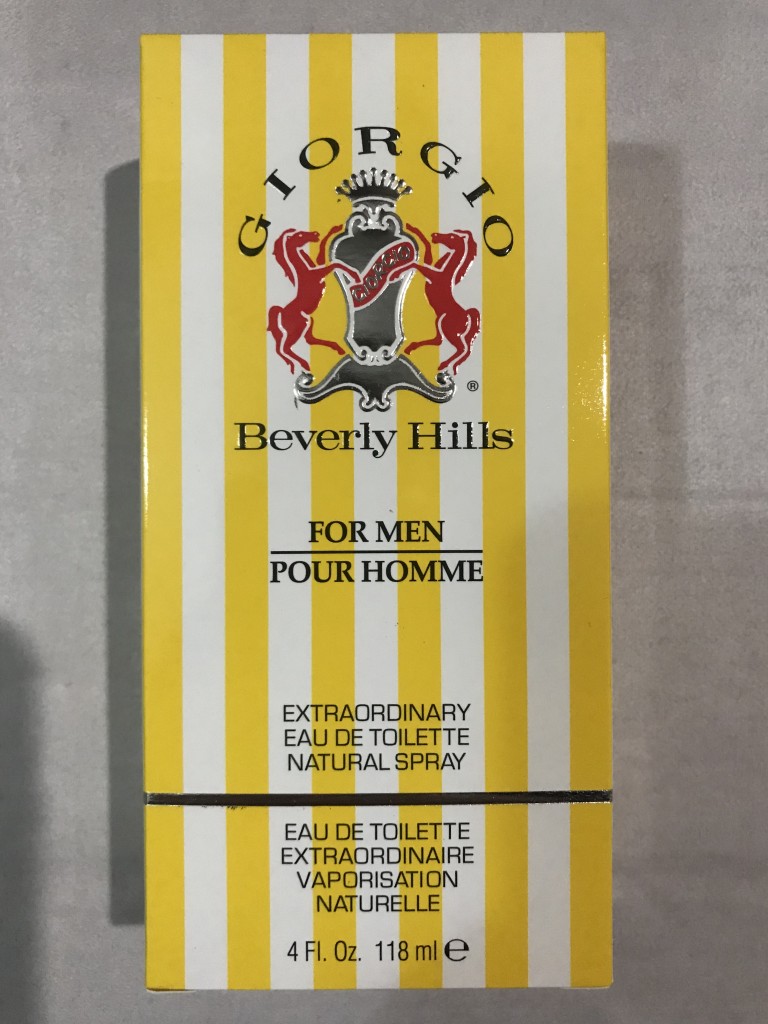 GIORGIO
GIORGIO
®
Beverly Hills
FOR MEN
POUR HOMME
EXTRAORDINARY
EAU DE TOILETTE
NATURAL SPRAY
EAU DE TOILETTE
EXTRAORDINAIRE
VAPORISATION
NATURELLE
4 Fl. Oz. 118 ml ℮